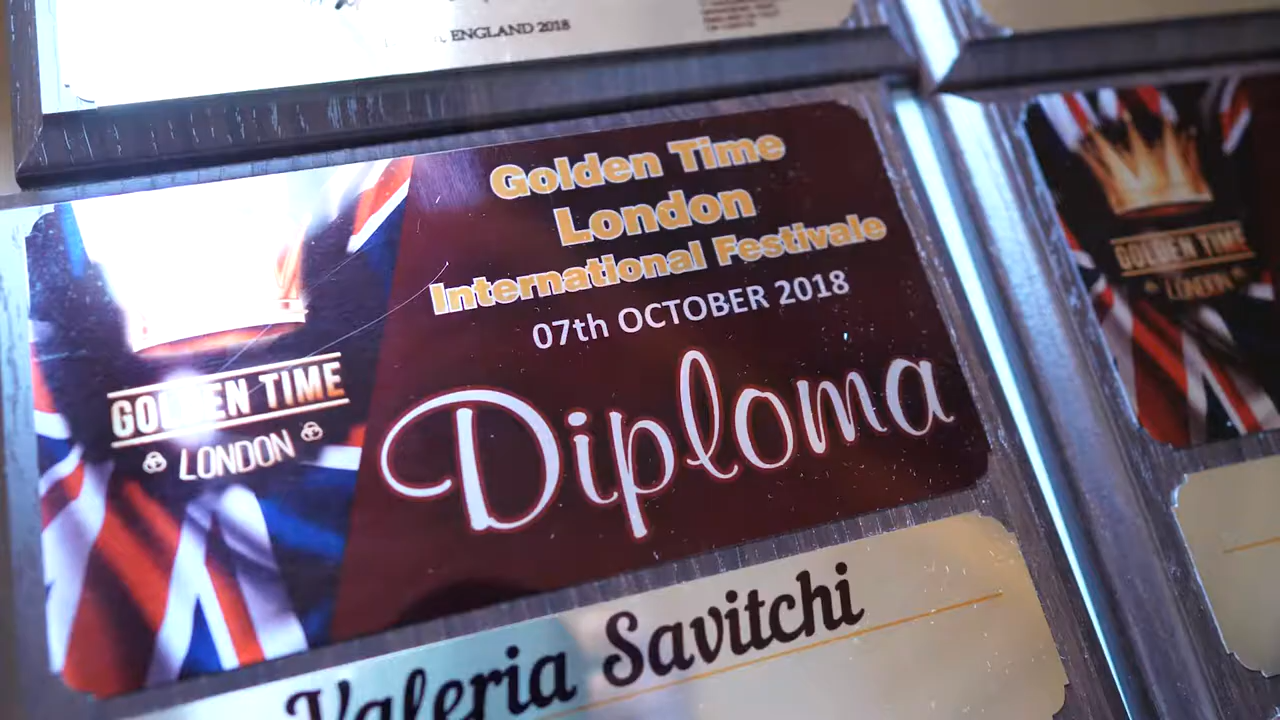 ENGLAND 2018
Golden Time
London
International Festivale
07th OCTOBER 2018
Diploma
GOLDEN TIME
LONDON
Valeria Savitchi
GOLDEN TIME
LONDON